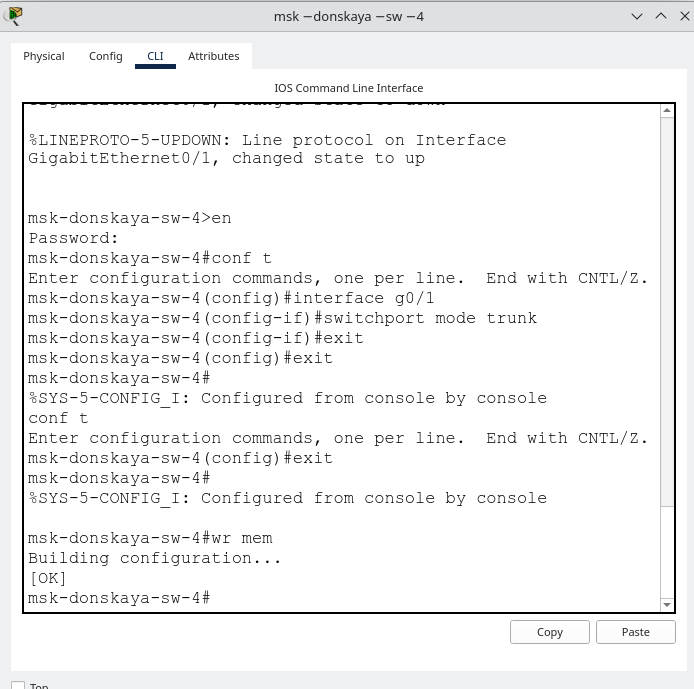 msk −donskaya −sw −4
Physical Config CLI Attributes
IOS Command Line Interface
%LINEPROTO-5-UPDOWN: Line protocol on Interface
GigabitEthernet0/1, changed state to up
msk-donskaya-sw-4>en
Password:
msk-donskaya-sw-4#conf t
Enter configuration commands, one per line.  End with CNTL/Z.
msk-donskaya-sw-4(config)#interface g0/1
msk-donskaya-sw-4(config-if)#switchport mode trunk
msk-donskaya-sw-4(config-if)#exit
msk-donskaya-sw-4(config)#exit
msk-donskaya-sw-4#
%SYS-5-CONFIG_I: Configured from console by console
conf t
Enter configuration commands, one per line.  End with CNTL/Z.
msk-donskaya-sw-4(config)#exit
msk-donskaya-sw-4#
%SYS-5-CONFIG_I: Configured from console by console
msk-donskaya-sw-4#wr mem
Building configuration...
[OK]
msk-donskaya-sw-4#
Copy Paste
Top